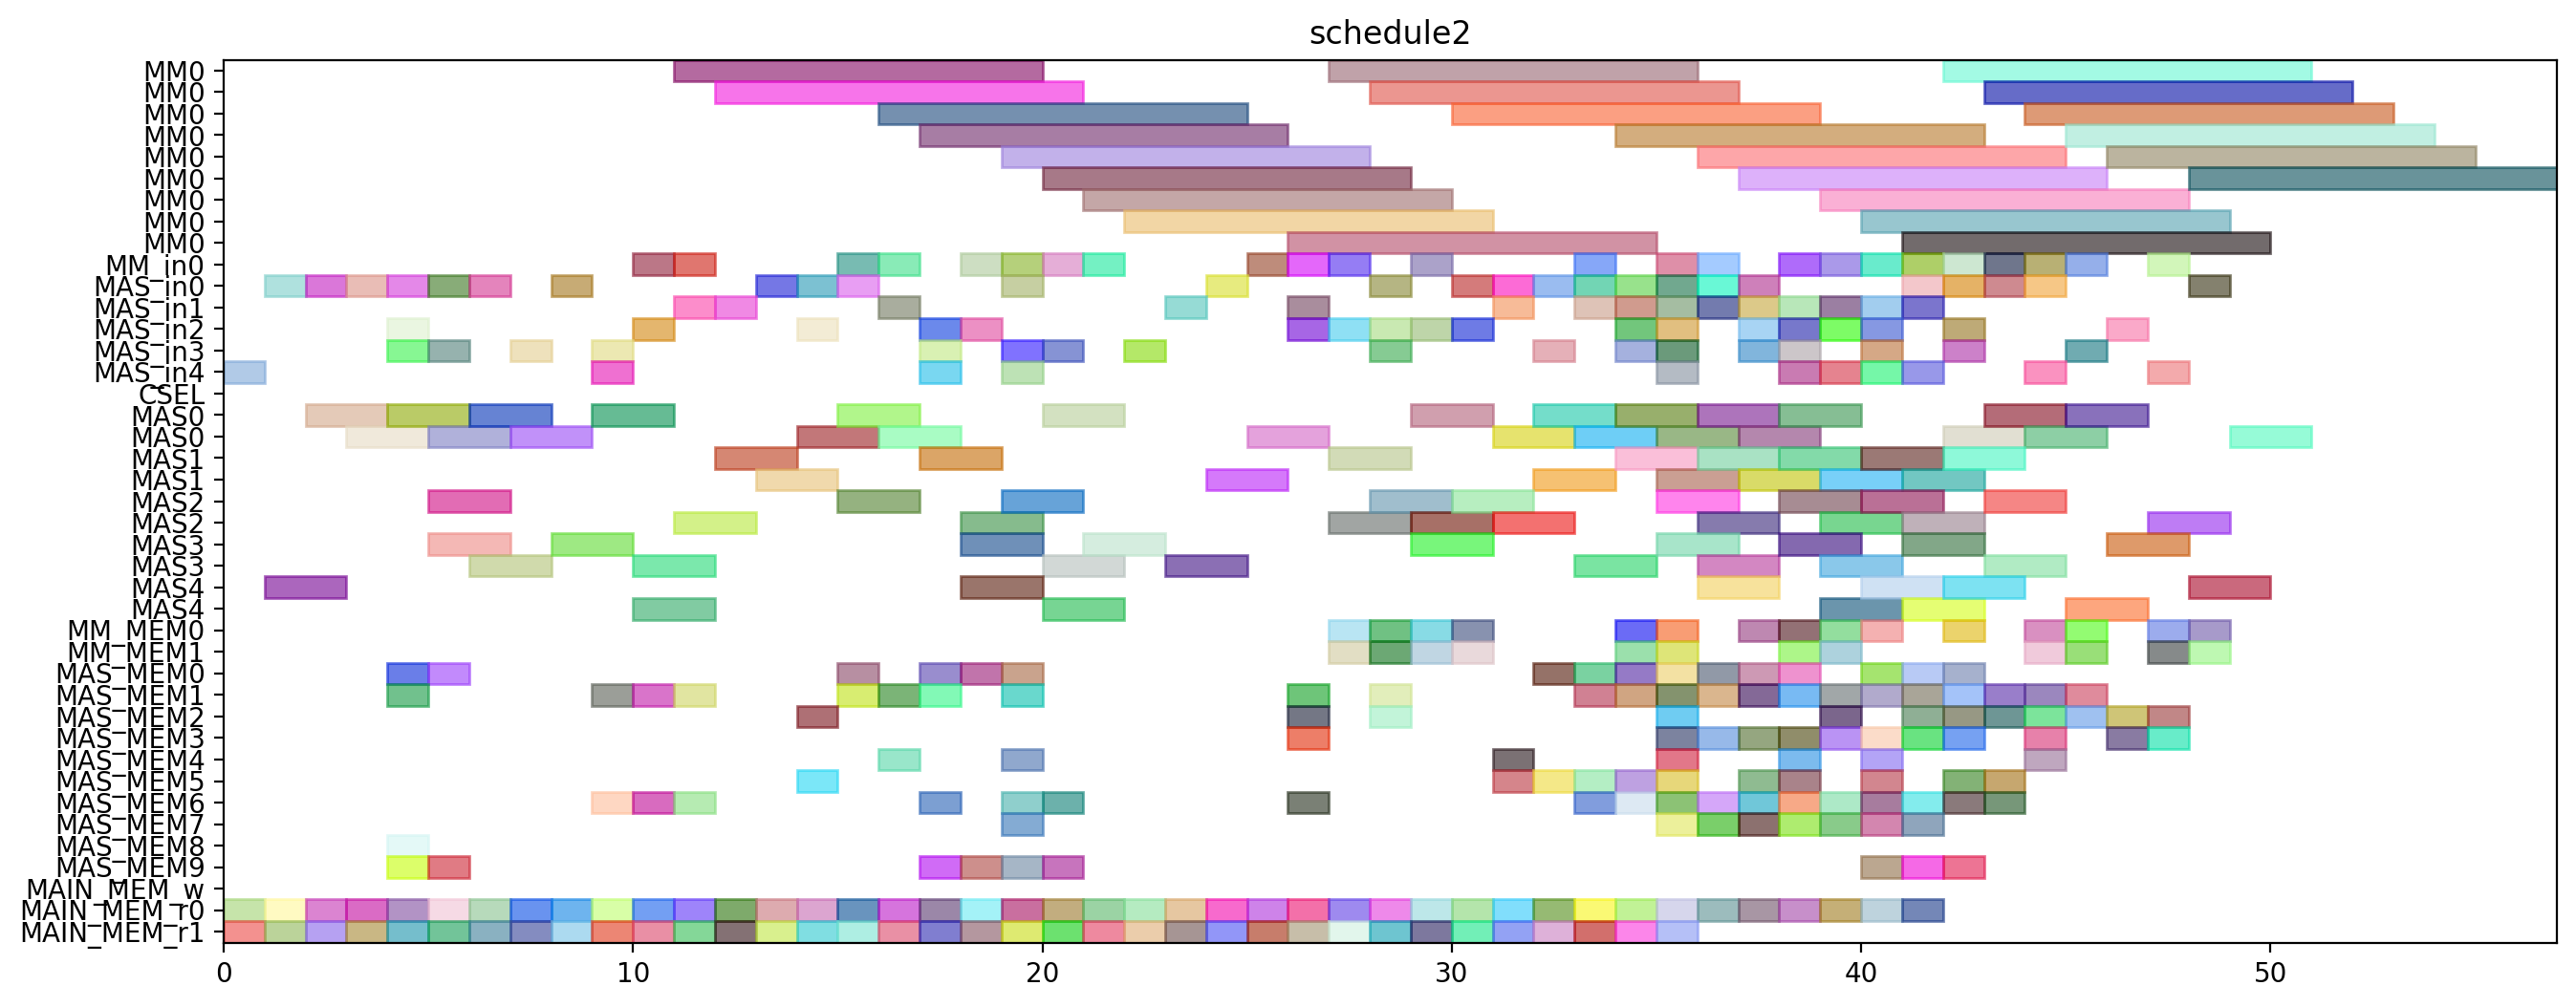 schedule2
MM0
MM0
MM0
MM0
MM0
MM0
MM0
MM0
MM0
MM_in0
MAS_in0
MAS_in1
MAS_in2
MAS_in3
MAS_in4
CSEL
MAS0
MAS0
MAS1
MAS1
MAS2
MAS2
MAS3
MAS3
MAS4
MAS4
MM_MEM0
MM_MEM1
MAS_MEM0
MAS_MEM1
MAS_MEM2
MAS_MEM3
MAS_MEM4
MAS_MEM5
MAS_MEM6
MAS_MEM7
MAS_MEM8
MAS_MEM9
MAIN_MEM_w
MAIN_MEM_r0
MAIN_MEM_r1
0 10 20 30 40 50